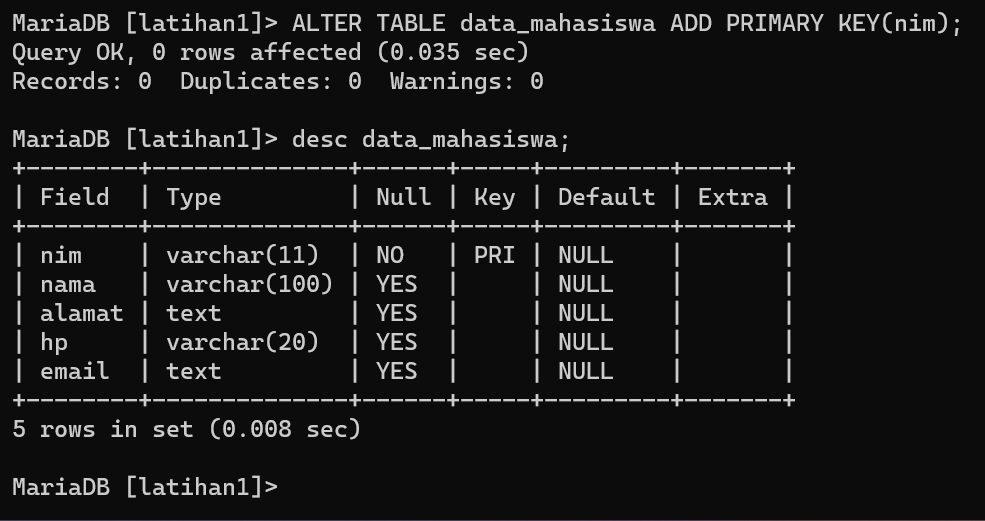 MariaDB [latihan1]> ALTER TABLE data_mahasiswa ADD PRIMARY KEY(nim);
Query OK, 0 rows affected (0.035 sec)
Records: 0  Duplicates: 0  Warnings: 0

MariaDB [latihan1]> desc data_mahasiswa;
+--------+--------------+------+-----+---------+-------+
| Field  | Type         | Null | Key | Default | Extra |
+--------+--------------+------+-----+---------+-------+
| nim    | varchar(11)  | NO   | PRI | NULL    |       |
| nama   | varchar(100) | YES  |     | NULL    |       |
| alamat | text         | YES  |     | NULL    |       |
| hp     | varchar(20)  | YES  |     | NULL    |       |
| email  | text         | YES  |     | NULL    |       |
+--------+--------------+------+-----+---------+-------+
5 rows in set (0.008 sec)

MariaDB [latihan1]>